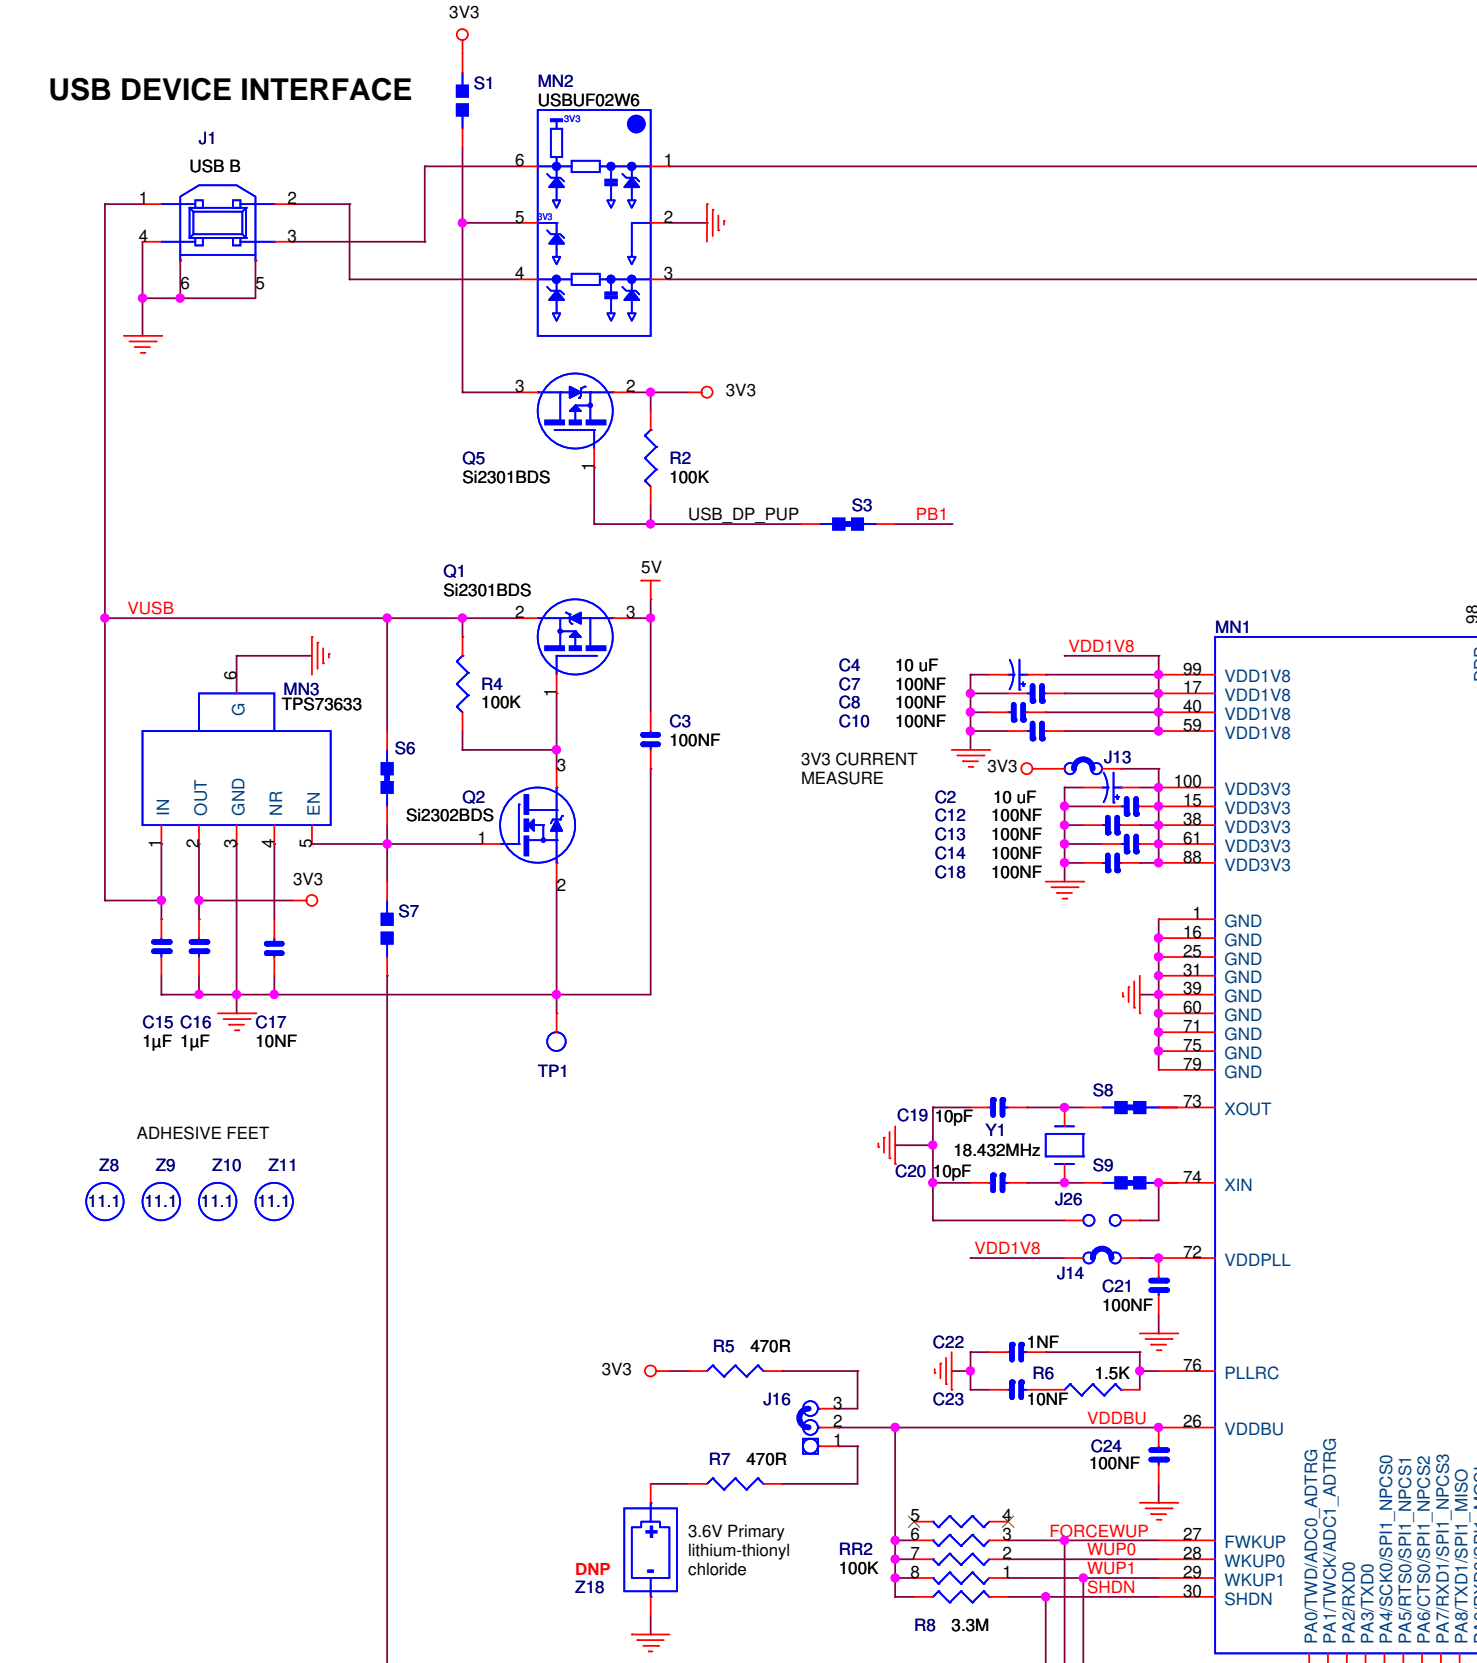 3V3
USB DEVICE INTERFACE
S1
MN2
USBUF02W6
J1
USB B
3V3
6
1
1
2
5
3V3
2
4
3
4
3
6
5
3
2
3V3
Q5
Si2301BDS
1
R2
100K
USB_DP_PUP
S3
PB1
Q1
Si2301BDS
5V
VUSB
2
3
1
R4
100K
6
G
MN3
TPS73633
C3
100NF
S6
3
Q2
Si2302BDS
1
2
IN
OUT
GND
NR
EN
1
2
3
4
5
3V3
S7
C15
C16
C17
1µF
1µF
10NF
TP1
ADHESIVE FEET
Z8
Z9
Z10
Z11
11.1
11.1
11.1
11.1
98
MN1
VDD1V8
C4 10 uF
C7 100NF
C8 100NF
C10 100NF
99 VDD1V8
17 VDD1V8
40 VDD1V8
59 VDD1V8
3V3 CURRENT
MEASURE
3V3
J13
C2 10 uF
C12 100NF
C13 100NF
C14 100NF
C18 100NF
100 VDD3V3
15 VDD3V3
38 VDD3V3
61 VDD3V3
88 VDD3V3
1 GND
16 GND
25 GND
31 GND
39 GND
60 GND
71 GND
75 GND
79 GND
S8
73 XOUT
C19 10pF
Y1
18.432MHz
C20 10pF
S9
74 XIN
J26
VDD1V8
J14
72 VDDPLL
C21
100NF
C22 1NF
R6 1.5K
C23 10NF
76 PLLRC
3V3
R5 470R
J16
3
2
1
VDDBU
26 VDDBU
C24
100NF
R7 470R
3.6V Primary
lithium-thionyl
chloride
DNP
Z18
RR2
100K
5
4
6
3
FORCEWUP
27 FWKUP
7
2
WUP0
28 WKUP0
8
1
WUP1
29 WKUP1
SHDN
30 SHDN
R8 3.3M
PA0/TWD/ADC0_ADTRG
PA1/TWCK/ADC1_ADTRG
PA2/RXD0
PA3/TXD0
PA4/SCK0/SPI1_NPCS0
PA5/RTS0/SPI1_NPCS1
PA6/CTS0/SPI1_NPCS2
PA7/RXD1/SPI1_NPCS3
PA8/TXD1/SPI1_MISO